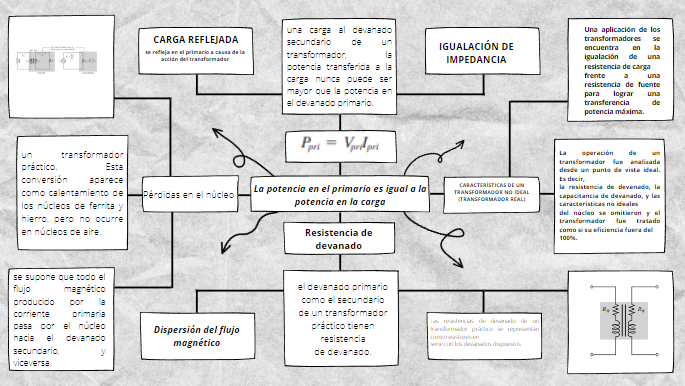 CARGA REFLEJADA
se refleja en el primario a causa de la
acción del transformador
una carga al devanado
secundario de un
transformador, la
potencia transferida a la
carga nunca puede ser
mayor que la potencia en
el devanado primario.
IGUALACIÓN DE
IMPEDANCIA
Una aplicación de los
transformadores se
encuentra en la
igualación de una
resistencia de carga
frente a una
resistencia de fuente
para lograr una
transferencia de
potencia máxima.
P_pri = V_pri I_pri
un transformador
práctico. Esta
conversión aparece
como calentamiento de
los núcleos de ferrita y
hierro, pero no ocurre
en núcleos de aire.
Pérdidas en el núcleo
La potencia en el primario es igual a la
potencia en la carga
CARACTERÍSTICAS DE UN
TRANSFORMADOR NO IDEAL
(TRANSFORMADOR REAL)
La operación de un
transformador fue analizada
desde un punto de vista ideal.
Es decir,
la resistencia de devanado, la
capacitancia de devanado, y las
características no ideales
del núcleo se omitieron y el
transformador fue tratado
como si su eficiencia fuera del
100%.
Resistencia de
devanado
se supone que todo el
flujo magnético
producido por la
corriente primaria
pasa por el núcleo
hacia el devanado
secundario, y
viceversa.
Dispersión del flujo
magnético
el devanado primario
como el secundario
de un transformador
práctico tienen
resistencia
de devanado.
Las resistencias de devanado de un
transformador práctico se representan
como resistores en
serie con los devanados dispuestos
R_W R_W